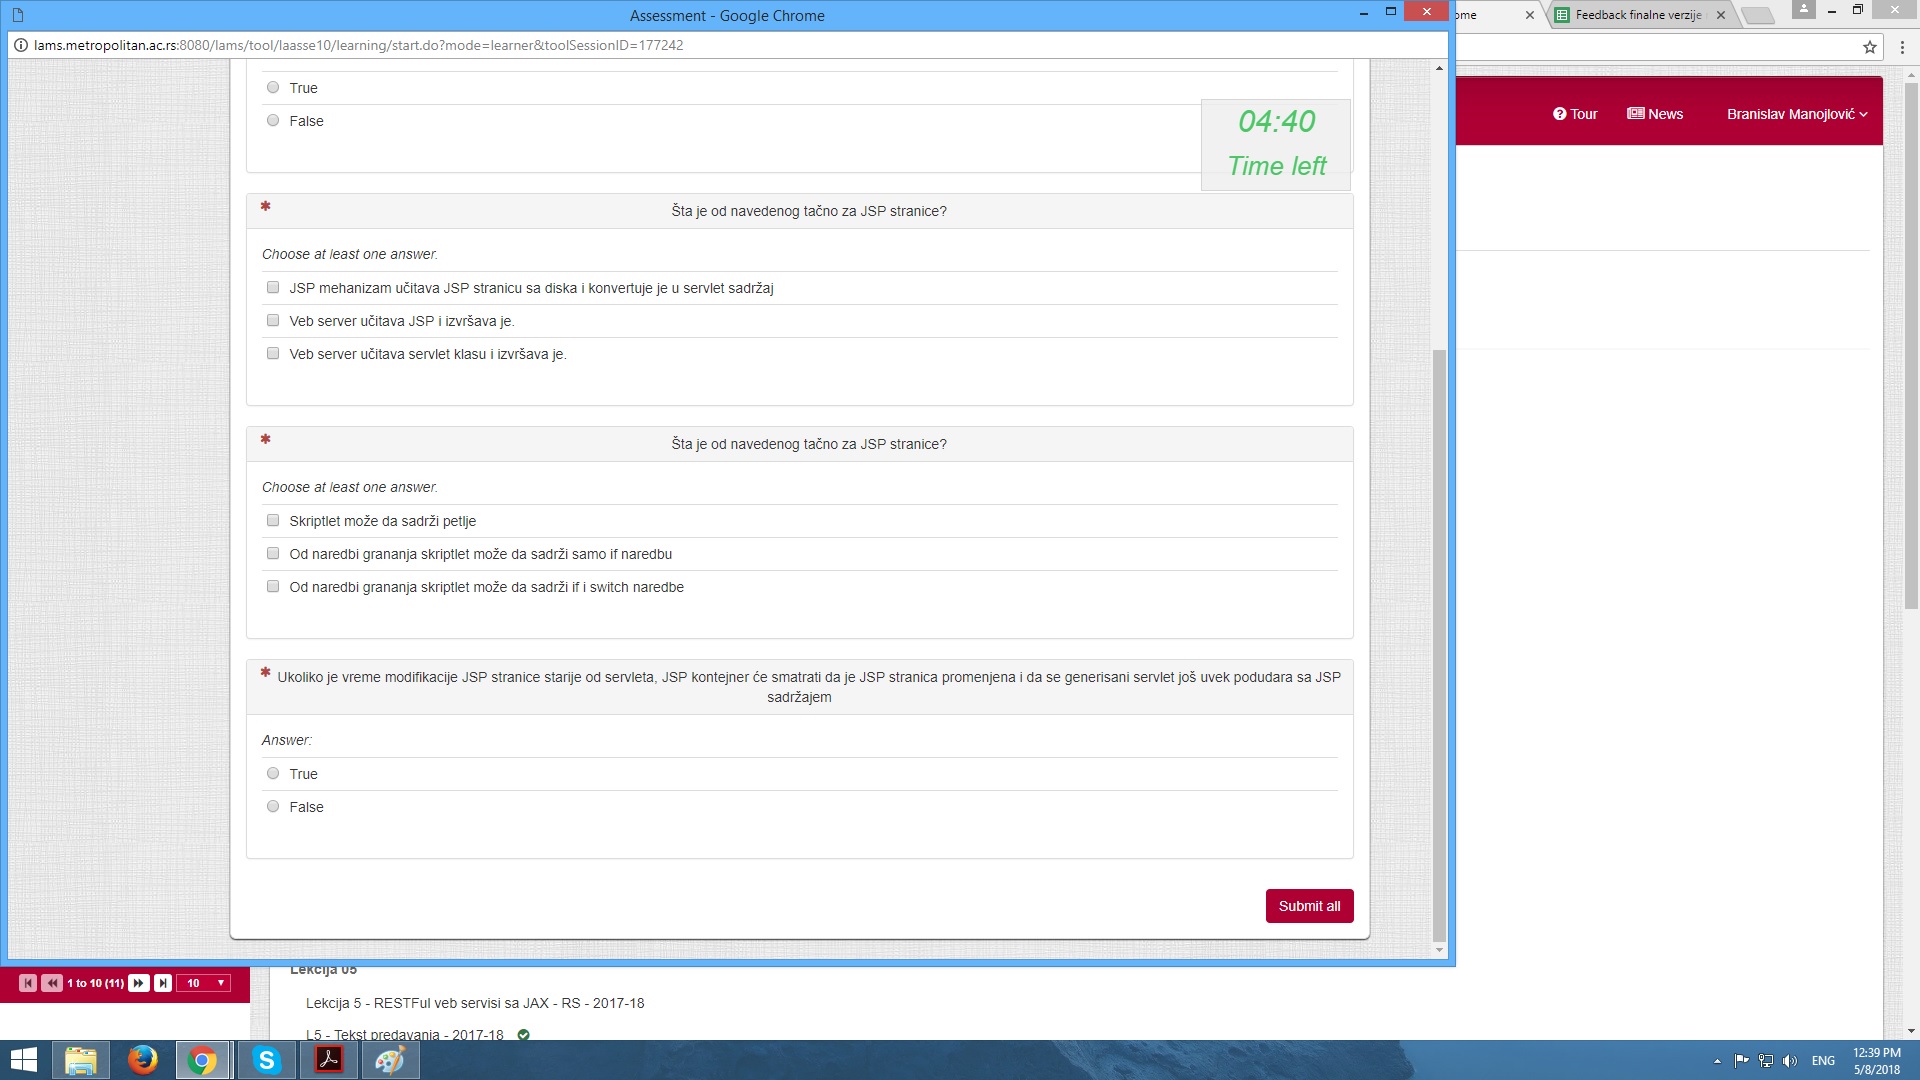 Assessment - Google Chrome
lams.metropolitan.ac.rs:8080/lams/tool/laasse10/learning/start.do?mode=learner&toolSessionID=177242
ome
Feedback finalne verzije
Tour
News
Branislav Manojlović
True
False
04:40
Time left
* Šta je od navedenog tačno za JSP stranice?
Choose at least one answer.
JSP mehanizam učitava JSP stranicu sa diska i konvertuje je u servlet sadržaj
Veb server učitava JSP i izvršava je.
Veb server učitava servlet klasu i izvršava je.
* Šta je od navedenog tačno za JSP stranice?
Choose at least one answer.
Skriptlet može da sadrži petlje
Od naredbi grananja skriptlet može da sadrži samo if naredbu
Od naredbi grananja skriptlet može da sadrži if i switch naredbe
* Ukoliko je vreme modifikacije JSP stranice starije od servleta, JSP kontejner će smatrati da je JSP stranica promenjena i da se generisani servlet još uvek podudara sa JSP
sadržajem
Answer:
True
False
Submit all
Lekcija 05
1 to 10 (11)
10
Lekcija 5 - RESTFul veb servisi sa JAX - RS - 2017-18
L5 - Tekst predavanja - 2017-18
ENG
12:39 PM
5/8/2018